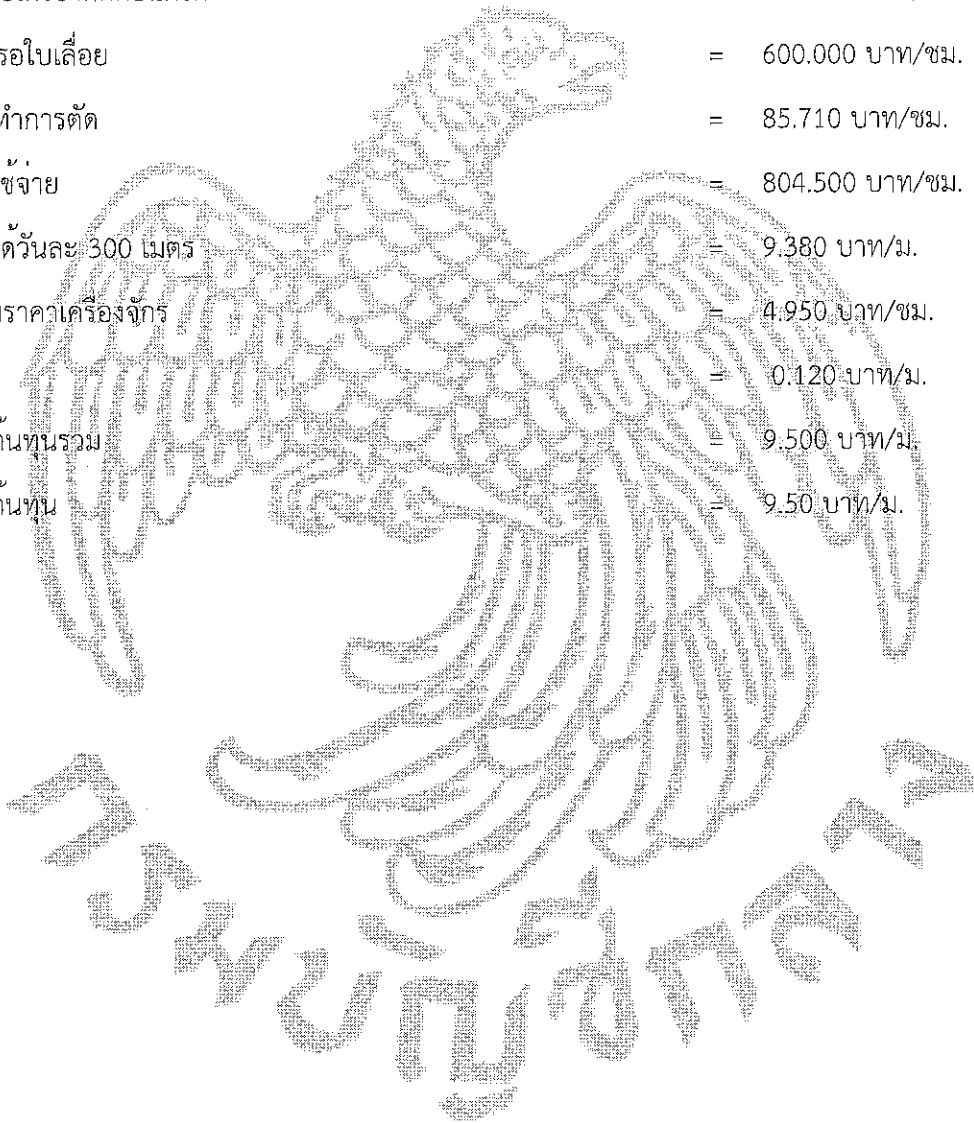 รอใบเลื่อย = 600.000 บาท/ชม.
ทำการตัด = 85.710 บาท/ชม.
ช้จ่าย = 804.500 บาท/ชม.
ด้วันละ 300 เมตร = 9.380 บาท/ม.
ราคาเครื่องจักร = 4.950 บาท/ชม.
= 0.120 บาท/ม.
ต้นทุนรวม = 9.500 บาท/ม.
ต้นทุน = 9.50 บาท/ม.